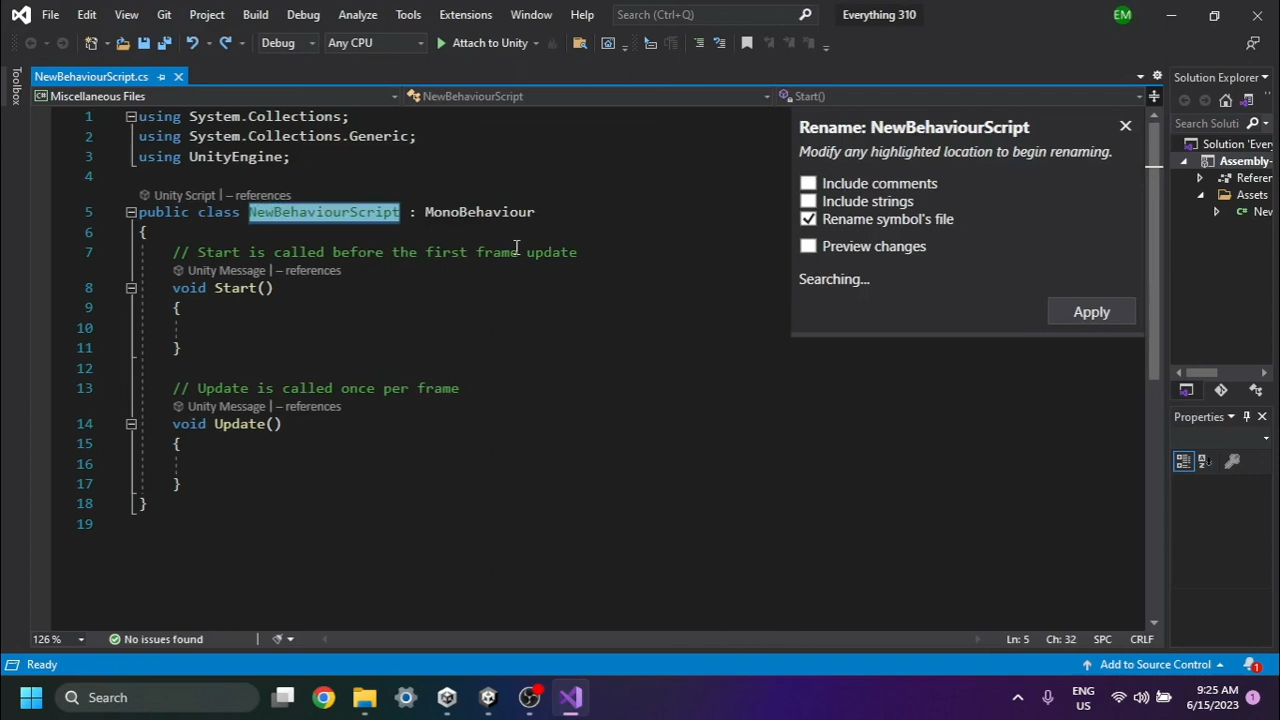 File Edit View Git Project Build Debug Analyze Tools Extensions Window Help Search (Ctrl+Q) Everything 310 EM
Debug Any CPU Attach to Unity
Toolbox
NewBehaviourScript.cs
Miscellaneous Files NewBehaviourScript Start()
1 using System.Collections;
2 using System.Collections.Generic;
3 using UnityEngine;
4
Unity Script | – references
5 public class NewBehaviourScript : MonoBehaviour
6 {
7 // Start is called before the first frame update
Unity Message | – references
8 void Start()
9 {
10
11 }
12
13 // Update is called once per frame
Unity Message | – references
14 void Update()
15 {
16
17 }
18 }
19
Rename: NewBehaviourScript
Modify any highlighted location to begin renaming.
Include comments
Include strings
Rename symbol's file
Preview changes
Searching...
Apply
Solution Explorer
Search Soluti
Solution 'Every
Assembly-
Referen
Assets
New
Properties
126 % No issues found Ln: 5 Ch: 32 SPC CRLF
Ready Add to Source Control 1
Search ENG US 9:25 AM 6/15/2023 1